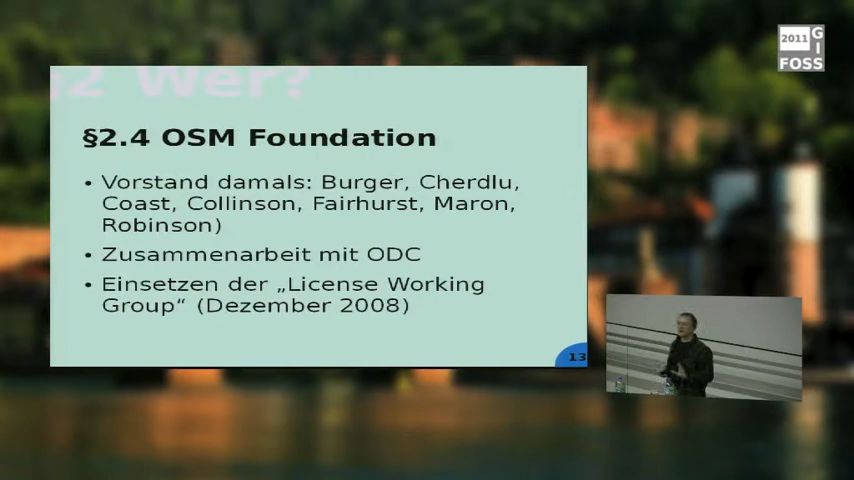 2011
GI
FOSS
§2 Wer?
§2.4 OSM Foundation
• Vorstand damals: Burger, Cherdlu,
Coast, Collinson, Fairhurst, Maron,
Robinson)
• Zusammenarbeit mit ODC
• Einsetzen der „License Working
Group“ (Dezember 2008)
13